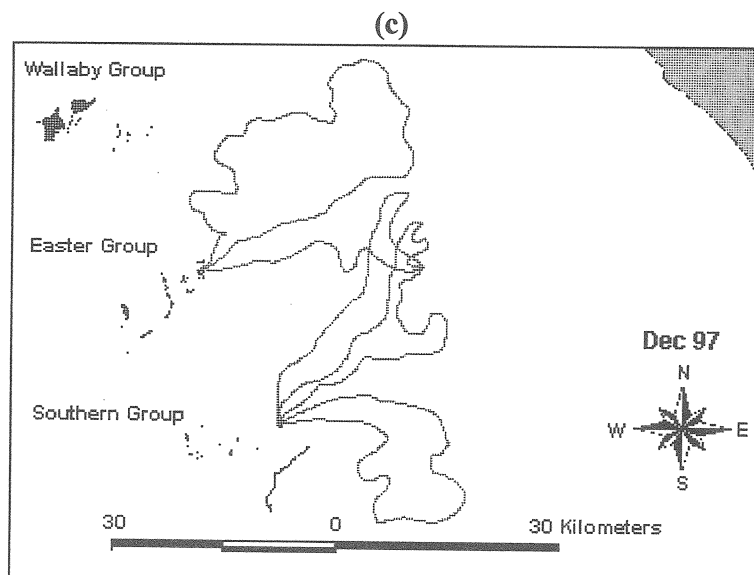 (c)
Wallaby Group
Easter Group
Dec 97
N
Southern Group
W
E
S
30
0
30 Kilometers